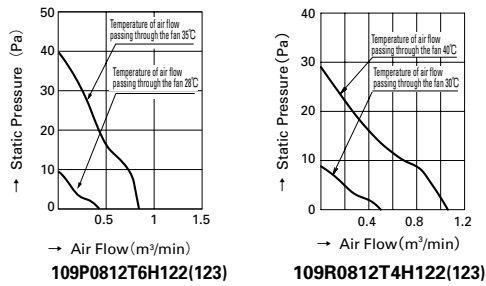 → Static Pressure (Pa)
50
40
30
20
10
0
Temperature of air flow
passing through the fan 35℃
Temperature of air flow
passing through the fan 28℃
0.5
1
1.5
→ Air Flow(m³/min)
109P0812T6H122(123)
→ Static Pressure (Pa)
40
30
20
10
0
Temperature of air flow
passing through the fan 40℃
Temperature of air flow
passing through the fan 30℃
0.4
0.8
1.2
→ Air Flow(m³/min)
109R0812T4H122(123)